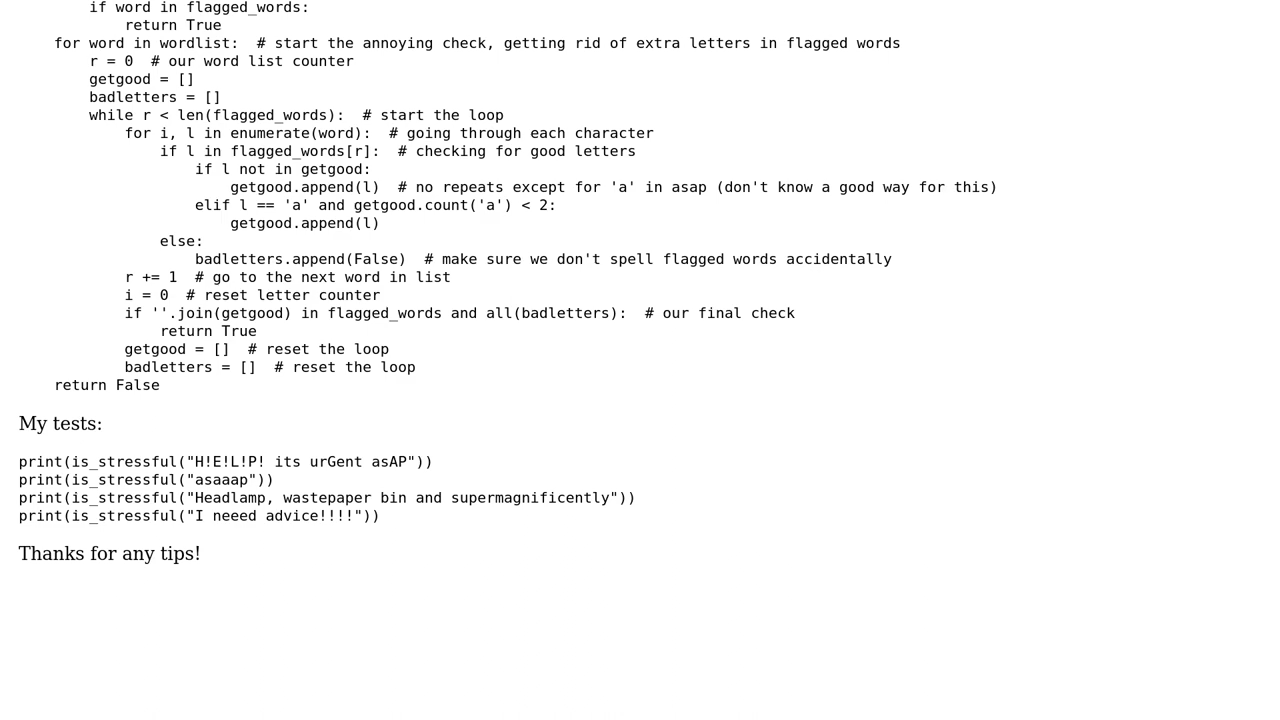 if word in flagged_words:
            return True
    for word in wordlist:  # start the annoying check, getting rid of extra letters in flagged words
        r = 0  # our word list counter
        getgood = []
        badletters = []
        while r < len(flagged_words):  # start the loop
            for i, l in enumerate(word):  # going through each character
                if l in flagged_words[r]:  # checking for good letters
                    if l not in getgood:
                        getgood.append(l)  # no repeats except for 'a' in asap (don't know a good way for this)
                    elif l == 'a' and getgood.count('a') < 2:
                        getgood.append(l)
                else:
                    badletters.append(False)  # make sure we don't spell flagged words accidentally
            r += 1  # go to the next word in list
            i = 0  # reset letter counter
            if ''.join(getgood) in flagged_words and all(badletters):  # our final check
                return True
            getgood = []  # reset the loop
            badletters = []  # reset the loop
    return False
My tests:
print(is_stressful("H!E!L!P! its urGent asAP"))
print(is_stressful("asaaap"))
print(is_stressful("Headlamp, wastepaper bin and supermagnificently"))
print(is_stressful("I neeed advice!!!!"))
Thanks for any tips!